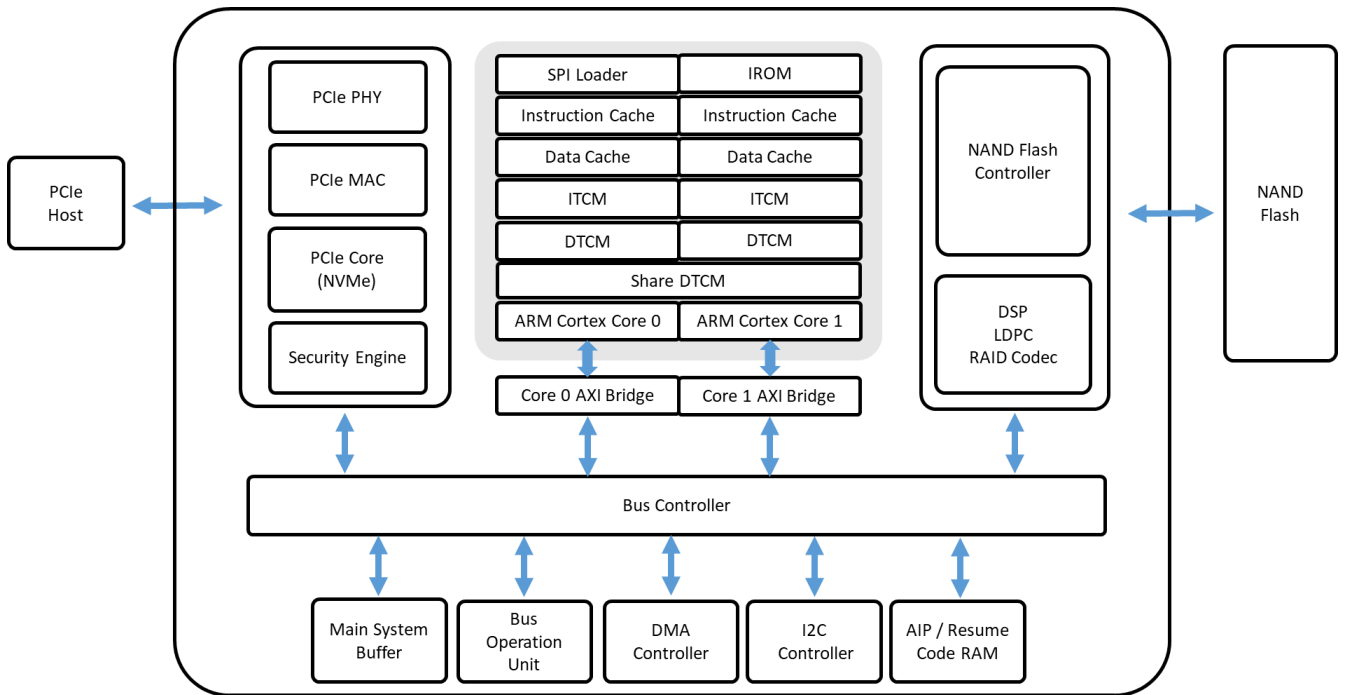 PCIe
Host
PCIe PHY
PCIe MAC
PCIe Core
(NVMe)
Security Engine
SPI Loader
IROM
Instruction Cache
Instruction Cache
Data Cache
Data Cache
ITCM
ITCM
DTCM
DTCM
Share DTCM
ARM Cortex Core 0
ARM Cortex Core 1
Core 0 AXI Bridge
Core 1 AXI Bridge
NAND Flash
Controller
DSP
LDPC
RAID Codec
NAND
Flash
Bus Controller
Main System
Buffer
Bus
Operation
Unit
DMA
Controller
I2C
Controller
AIP / Resume
Code RAM